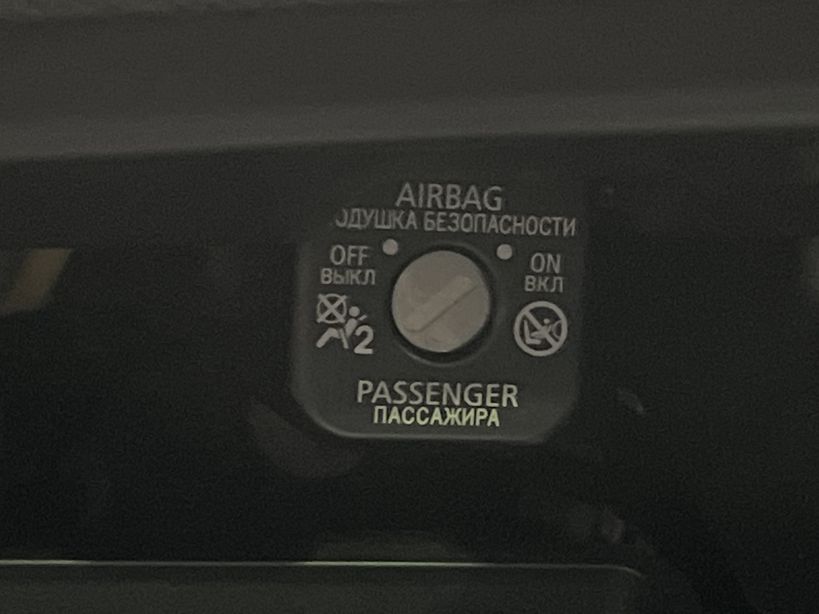 AIRBAG
ОДУШКА БЕЗОПАСНОСТИ
OFF
ВЫКЛ
ON
ВКЛ
2
PASSENGER
ПАССАЖИРА